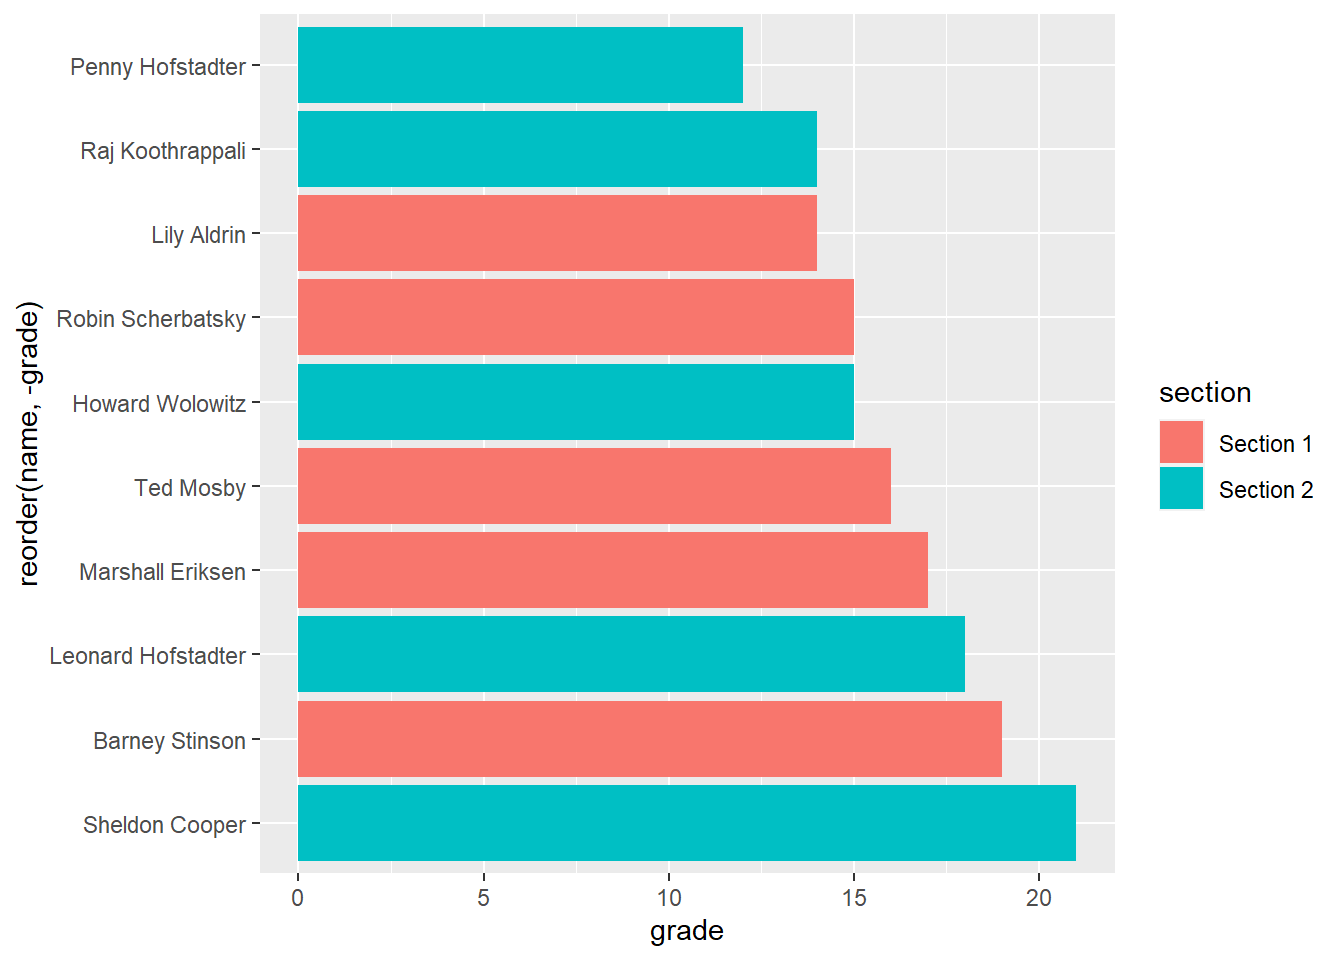 Penny Hofstadter
Raj Koothrappali
Lily Aldrin
Robin Scherbatsky
Howard Wolowitz
Ted Mosby
Marshall Eriksen
Leonard Hofstadter
Barney Stinson
Sheldon Cooper
reorder(name, -grade)
0 5 10 15 20
grade
section
Section 1
Section 2